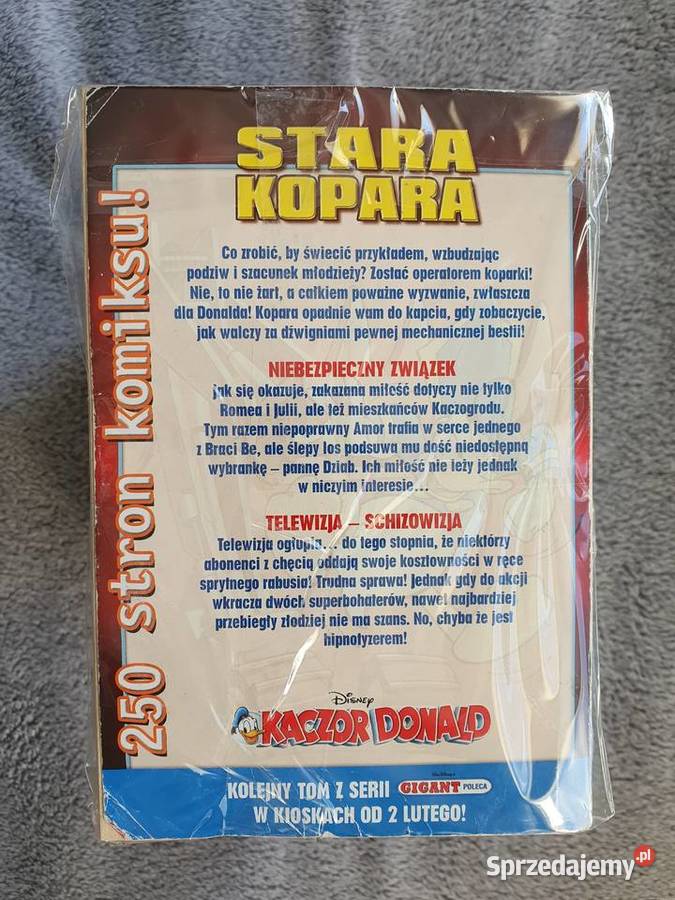 STARA
KOPARA
250 stron komiksu!
Co zrobić, by świecić przykładem, wzbudzając
podziw i szacunek młodzieży? Zostać operatorem koparki!
Nie, to nie żart, a całkiem poważne wyzwanie, zwłaszcza
dla Donalda! Kopara opadnie wam do kapcia, gdy zobaczycie,
jak walczy za dźwigniami pewnej mechanicznej bestii!
NIEBEZPIECZNY ZWIĄZEK
Jak się okazuje, zakazana miłość dotyczy nie tylko
Romea i Julii, ale też mieszkańców Kaczogrodu.
Tym razem niepoprawny Amor trafia w serce jednego
z Braci Be, ale ślepy los podsuwa mu dość niedostępną
wybrankę – pannę Dziab. Ich miłość nie leży jednak
w niczyim interesie...
TELEWIZJA – SCHIZOWIZJA
Telewizja ogłupia... do tego stopnia, że niektórzy
abonenci z chęcią oddają swoje kosztowności w ręce
sprytnego rabusia! Trudna sprawa! Jednak gdy do akcji
wkracza dwóch superbohaterów, nawet najbardziej
przebiegły złodziej nie ma szans. No, chyba że jest
hipnotyzerem!
Disney
KACZOR DONALD
KOLEJNY TOM Z SERII Walt Disney's GIGANT POLECA
W KIOSKACH OD 2 LUTEGO!
Sprzedajemy.pl